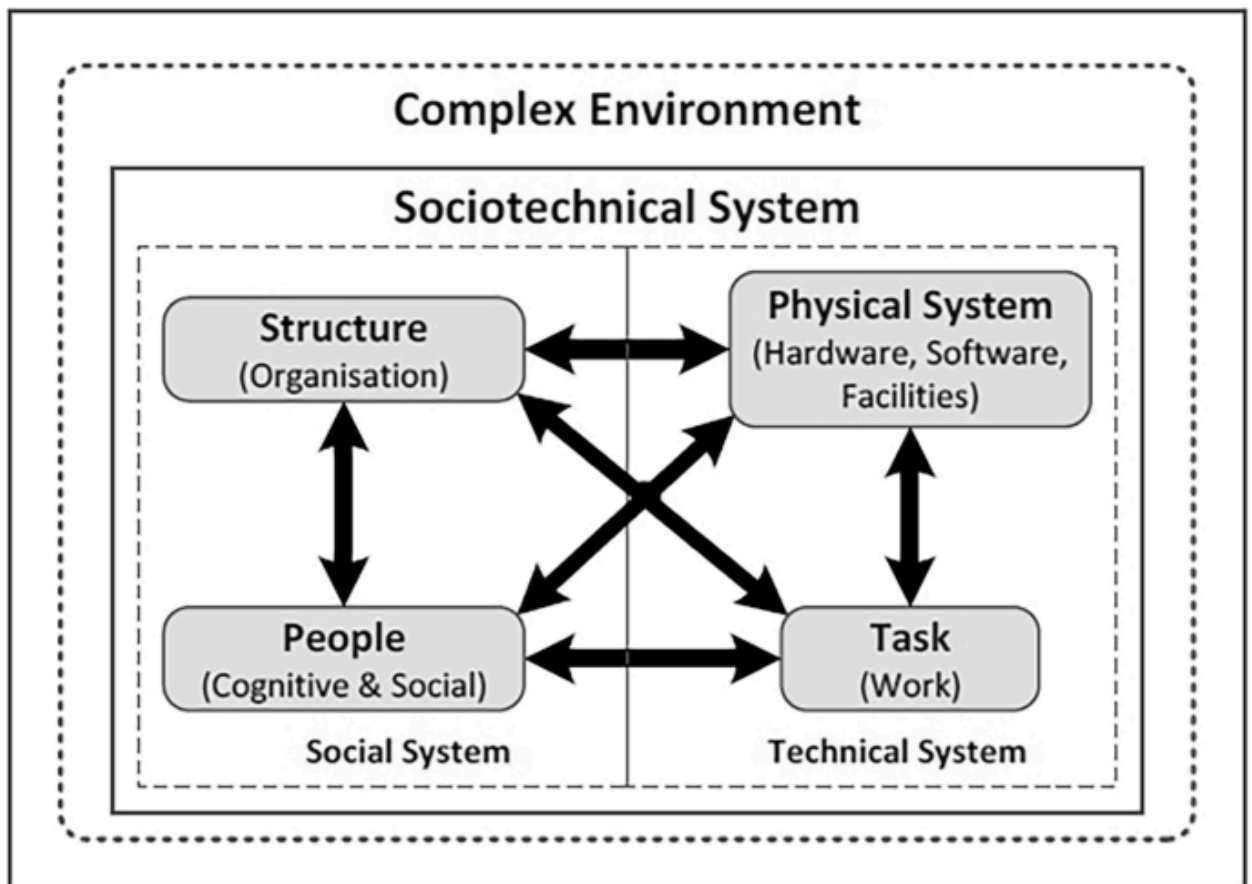 Complex Environment
Sociotechnical System
Structure
(Organisation)
Physical System
(Hardware, Software,
Facilities)
People
(Cognitive & Social)
Task
(Work)
Social System
Technical System